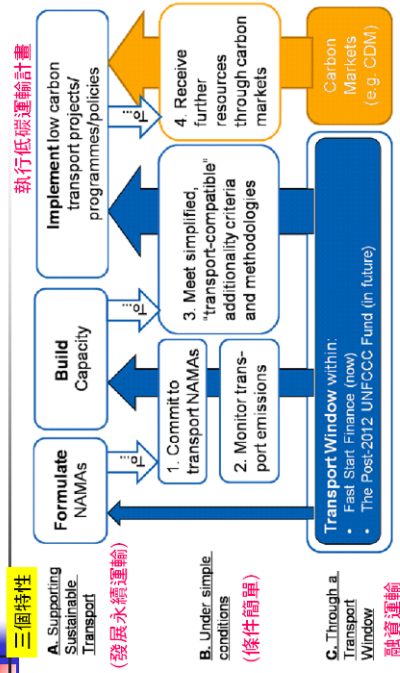 三個特性
執行低碳運輸計畫
A. Supporting
Sustainable
Transport
(發展永續運輸)
Formulate
NAMAs
Build
Capacity
Implement low carbon
transport projects/
programmes/policies
to...
to...
to...
B. Under simple
conditions
(條件簡單)
1. Commit to
transport NAMAs
2. Monitor trans-
port emissions
3. Meet simplified,
“transport-compatible”
additionality criteria
and methodologies
4. Receive
further
resources
through carbon
markets
C. Through a
Transport
Window
融資運輸
Transport Window within:
• Fast Start Finance (now)
• The Post-2012 UNFCCC Fund (in future)
Carbon
Markets
(e.g. CDM)